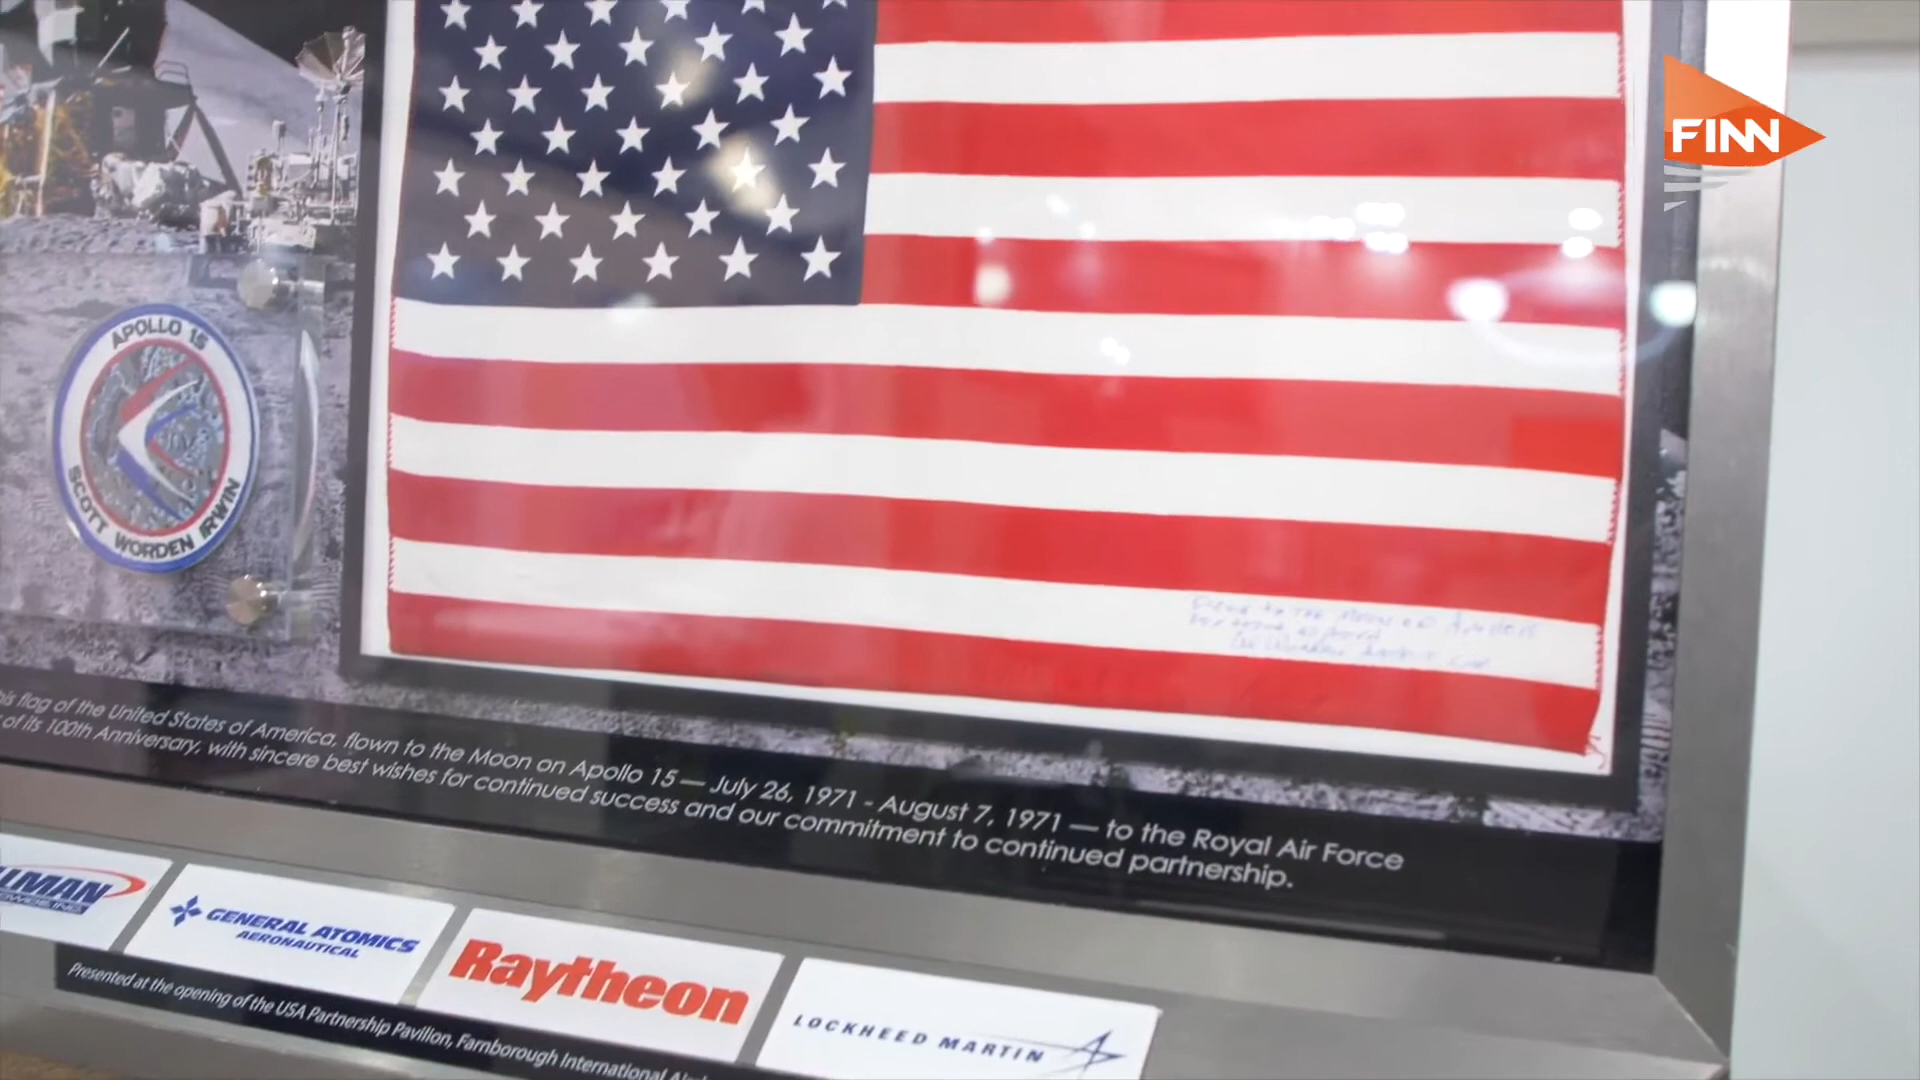 FINN
APOLLO 15
SCOTT WORDEN IRWIN
flag of the United States of America, flown to the Moon on Apollo 15 — July 26, 1971 - August 7, 1971 — to the Royal Air Force
of its 100th Anniversary, with sincere best wishes for continued success and our commitment to continued partnership.
GENERAL ATOMICS
AERONAUTICAL
Raytheon
LOCKHEED MARTIN
Presented at the opening of the USA Partnership Pavilion, Farnborough International